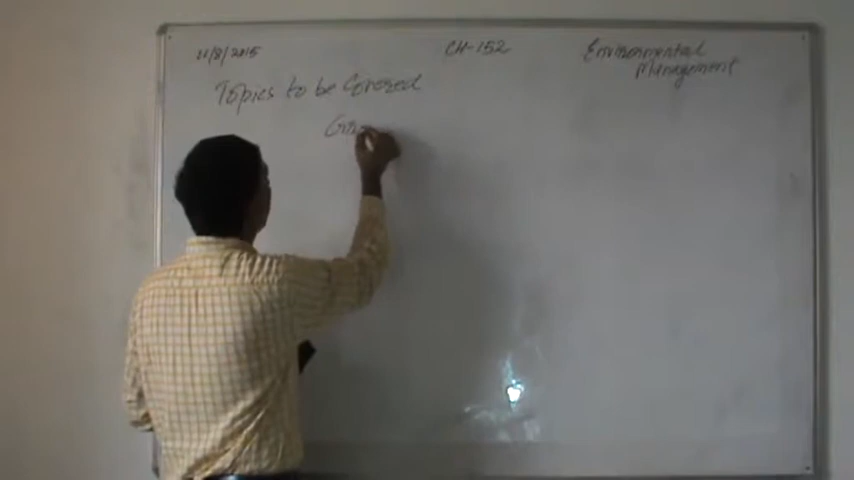 21/8/2015
CH-152
Environmental
Management
Topics to be Covered